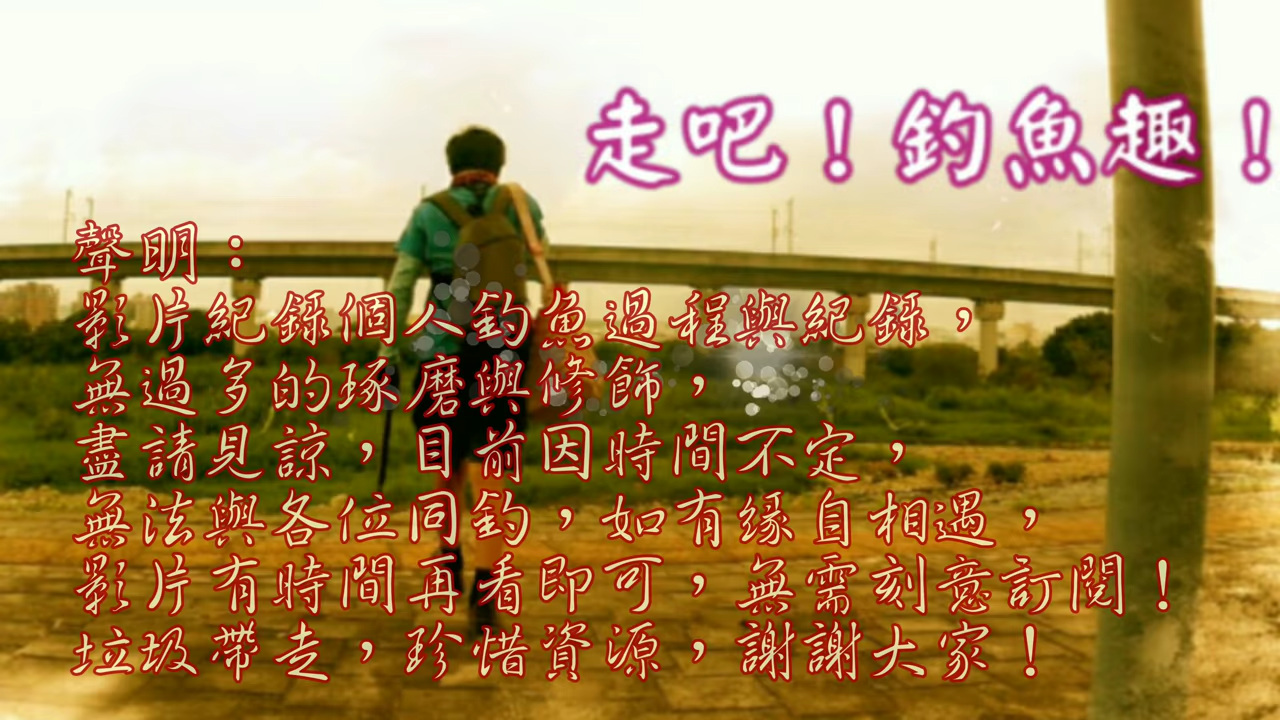 走吧！釣魚趣！
聲明：
影片紀錄個人釣魚過程與紀錄，
無過多的琢磨與修飾，
盡請見諒，目前因時間不定，
無法與各位同釣，如有緣自相遇，
影片有時間再看即可，無需刻意訂閱！
垃圾帶走，珍惜資源，謝謝大家！